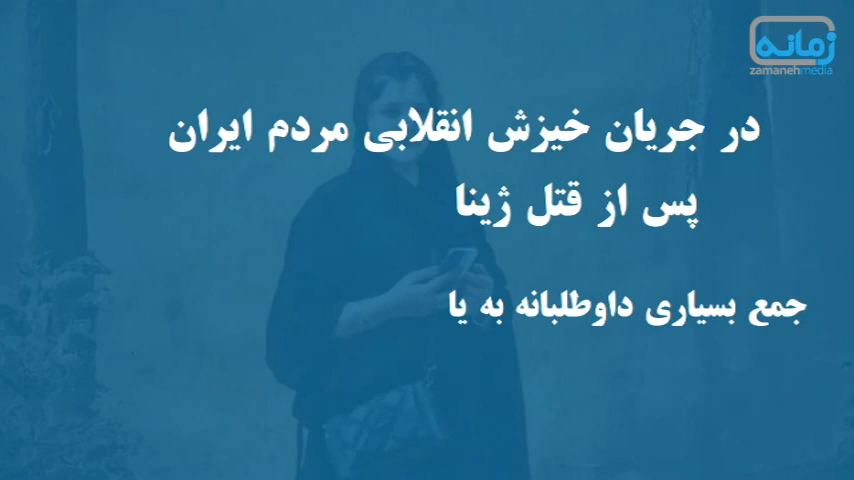 زمانه
zamanehmedia
در جریان خیزش انقلابی مردم ایران
پس از قتل ژینا
جمع بسیاری داوطلبانه به یا